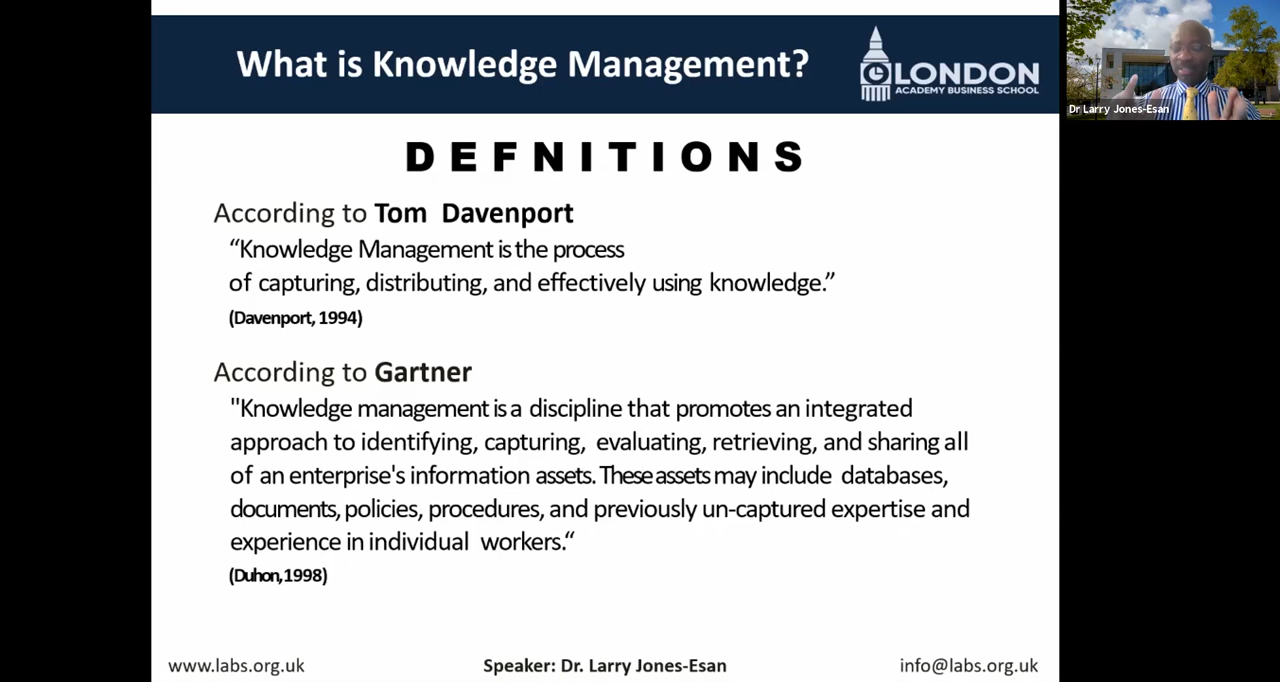 What is Knowledge Management?
LONDON
ACADEMY BUSINESS SCHOOL
Dr Larry Jones-Esan
DEFNITIONS
According to Tom Davenport
“Knowledge Management is the process
of capturing, distributing, and effectively using knowledge.”
(Davenport, 1994)
According to Gartner
"Knowledge management is a discipline that promotes an integrated
approach to identifying, capturing, evaluating, retrieving, and sharing all
of an enterprise's information assets. These assets may include databases,
documents, policies, procedures, and previously un-captured expertise and
experience in individual workers.“
(Duhon, 1998)
www.labs.org.uk
Speaker: Dr. Larry Jones-Esan
info@labs.org.uk